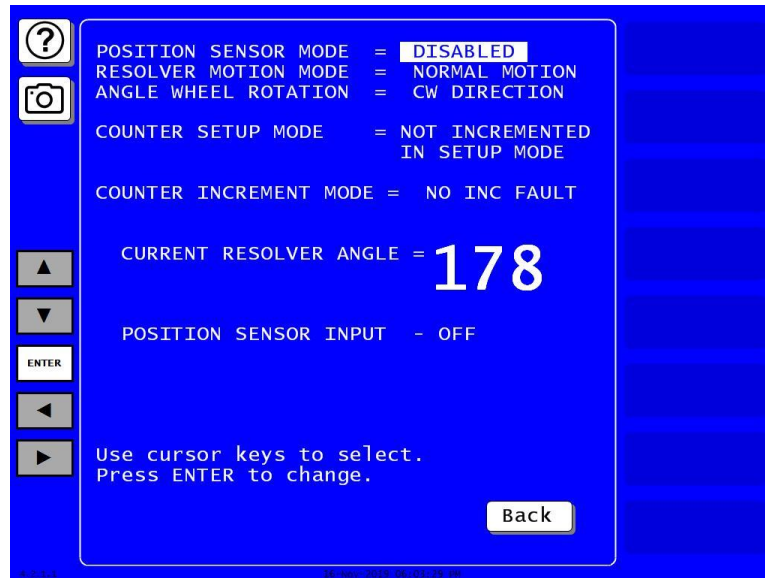 ?
POSITION SENSOR MODE = DISABLED
RESOLVER MOTION MODE = NORMAL MOTION
ANGLE WHEEL ROTATION = CW DIRECTION
COUNTER SETUP MODE = NOT INCREMENTED
IN SETUP MODE
COUNTER INCREMENT MODE = NO INC FAULT
CURRENT RESOLVER ANGLE = 178
POSITION SENSOR INPUT - OFF
ENTER
Use cursor keys to select.
Press ENTER to change.
Back